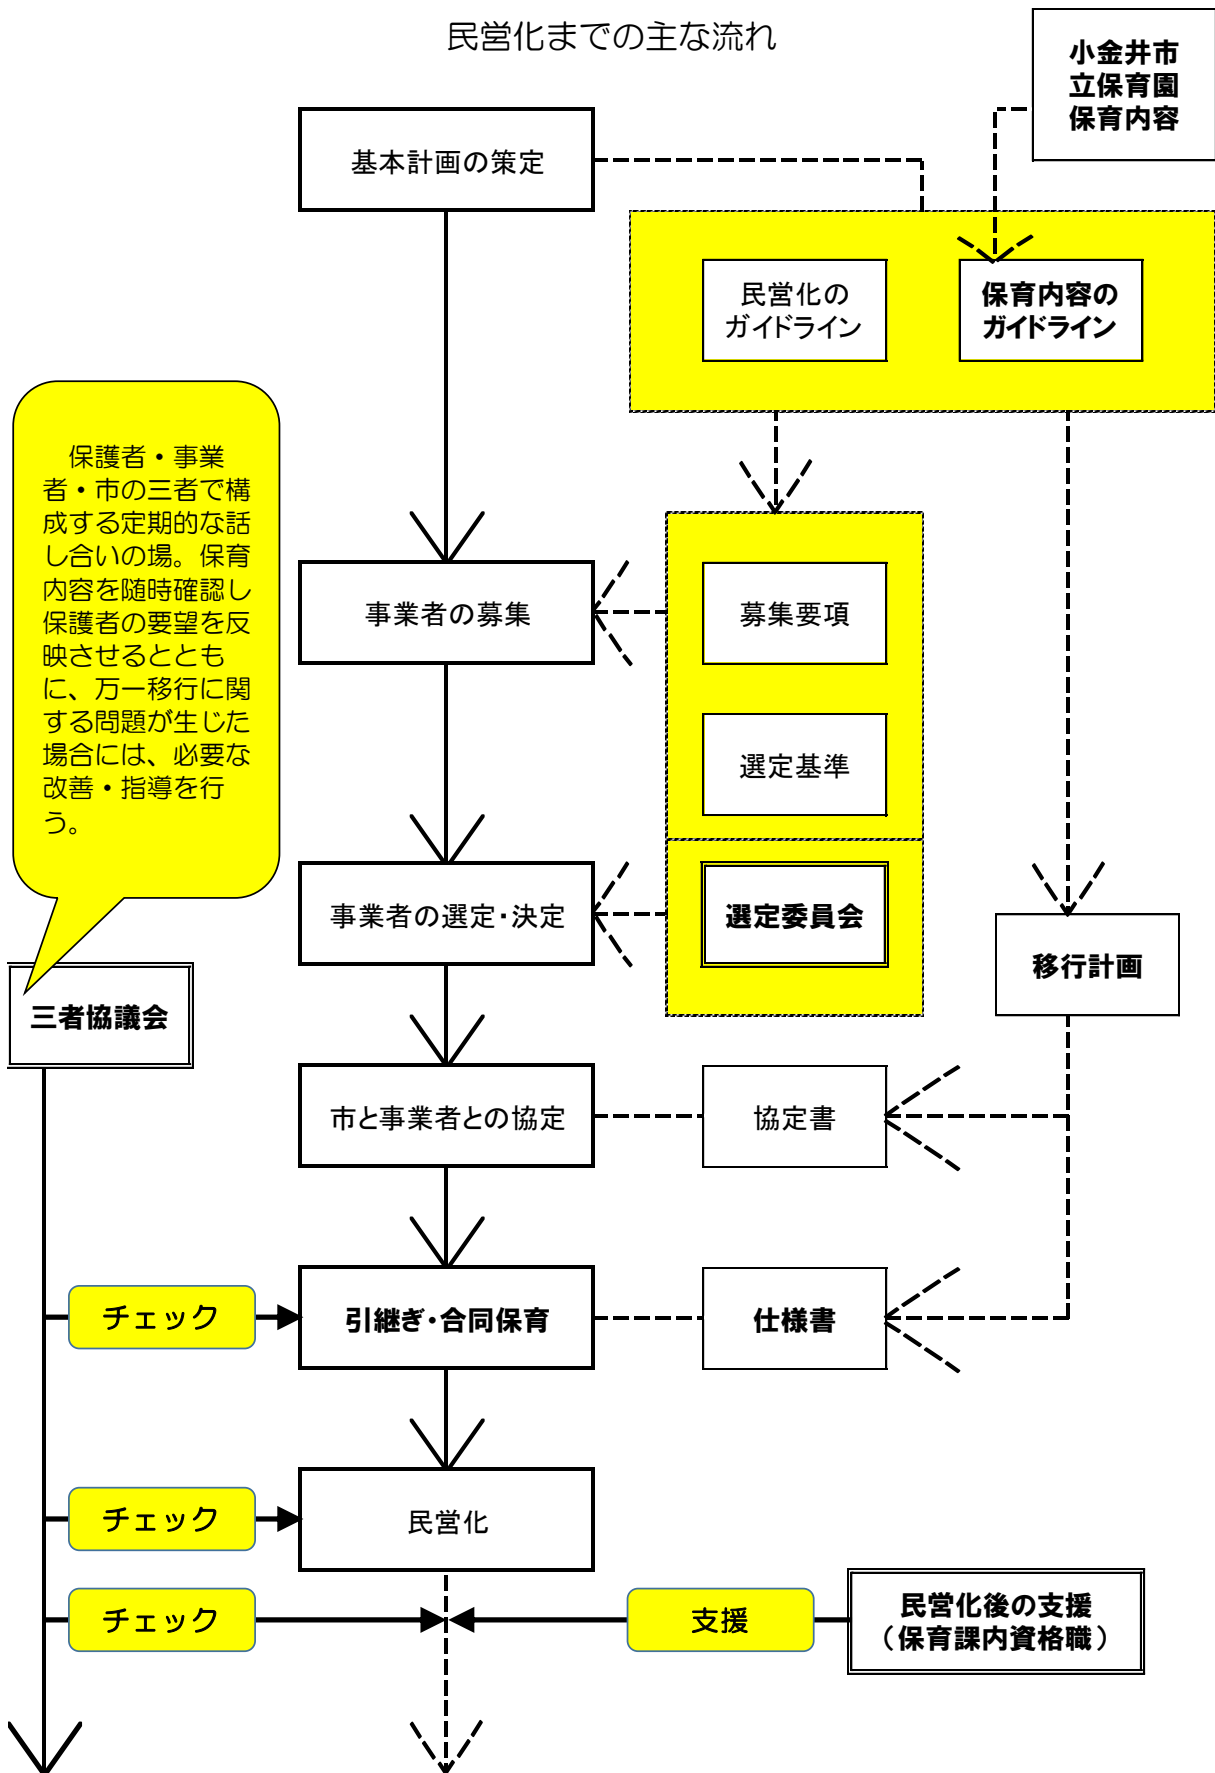 民営化までの主な流れ
小金井市
立保育園
保育内容
基本計画の策定
民営化の
ガイドライン
保育内容の
ガイドライン
保護者・事業
者・市の三者で構
成する定期的な話
し合いの場。保育
内容を随時確認し
保護者の要望を反
映させるととも
に、万一移行に関
する問題が生じた
場合には、必要な
改善・指導を行
う。
事業者の募集
募集要項
選定基準
事業者の選定・決定
選定委員会
移行計画
三者協議会
市と事業者との協定
協定書
チェック
引継ぎ・合同保育
仕様書
チェック
民営化
チェック
支援
民営化後の支援
（保育課内資格職）